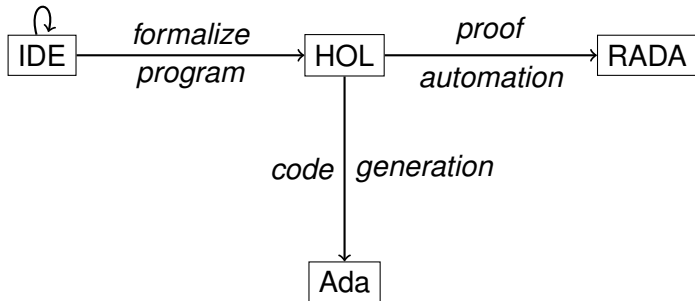 formalize
proof
IDE
HOL
RADA
program
automation
code generation
Ada